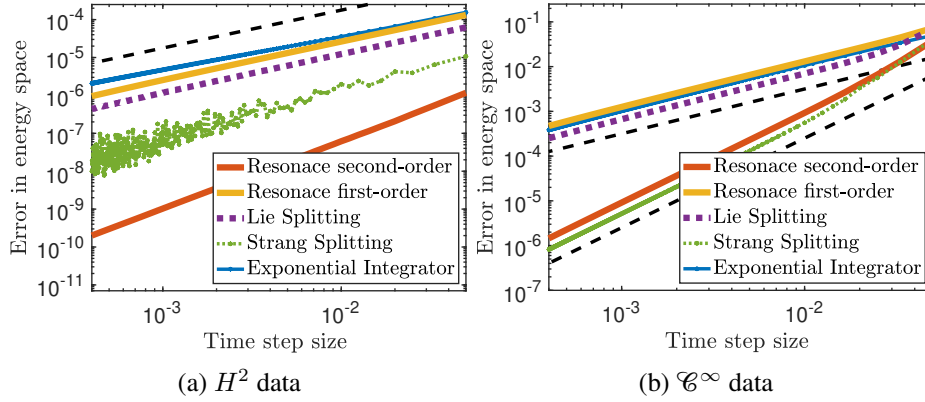 10^-4
10^-5
10^-6
10^-7
10^-8
10^-9
10^-10
10^-11
Error in energy space
Resonace second-order
Resonace first-order
Lie Splitting
Strang Splitting
Exponential Integrator
10^-3
10^-2
Time step size
(a) H^2 data
10^-1
10^-2
10^-3
10^-4
10^-5
10^-6
10^-7
Error in energy space
Resonace second-order
Resonace first-order
Lie Splitting
Strang Splitting
Exponential Integrator
10^-3
10^-2
Time step size
(b) 𝒞^∞ data